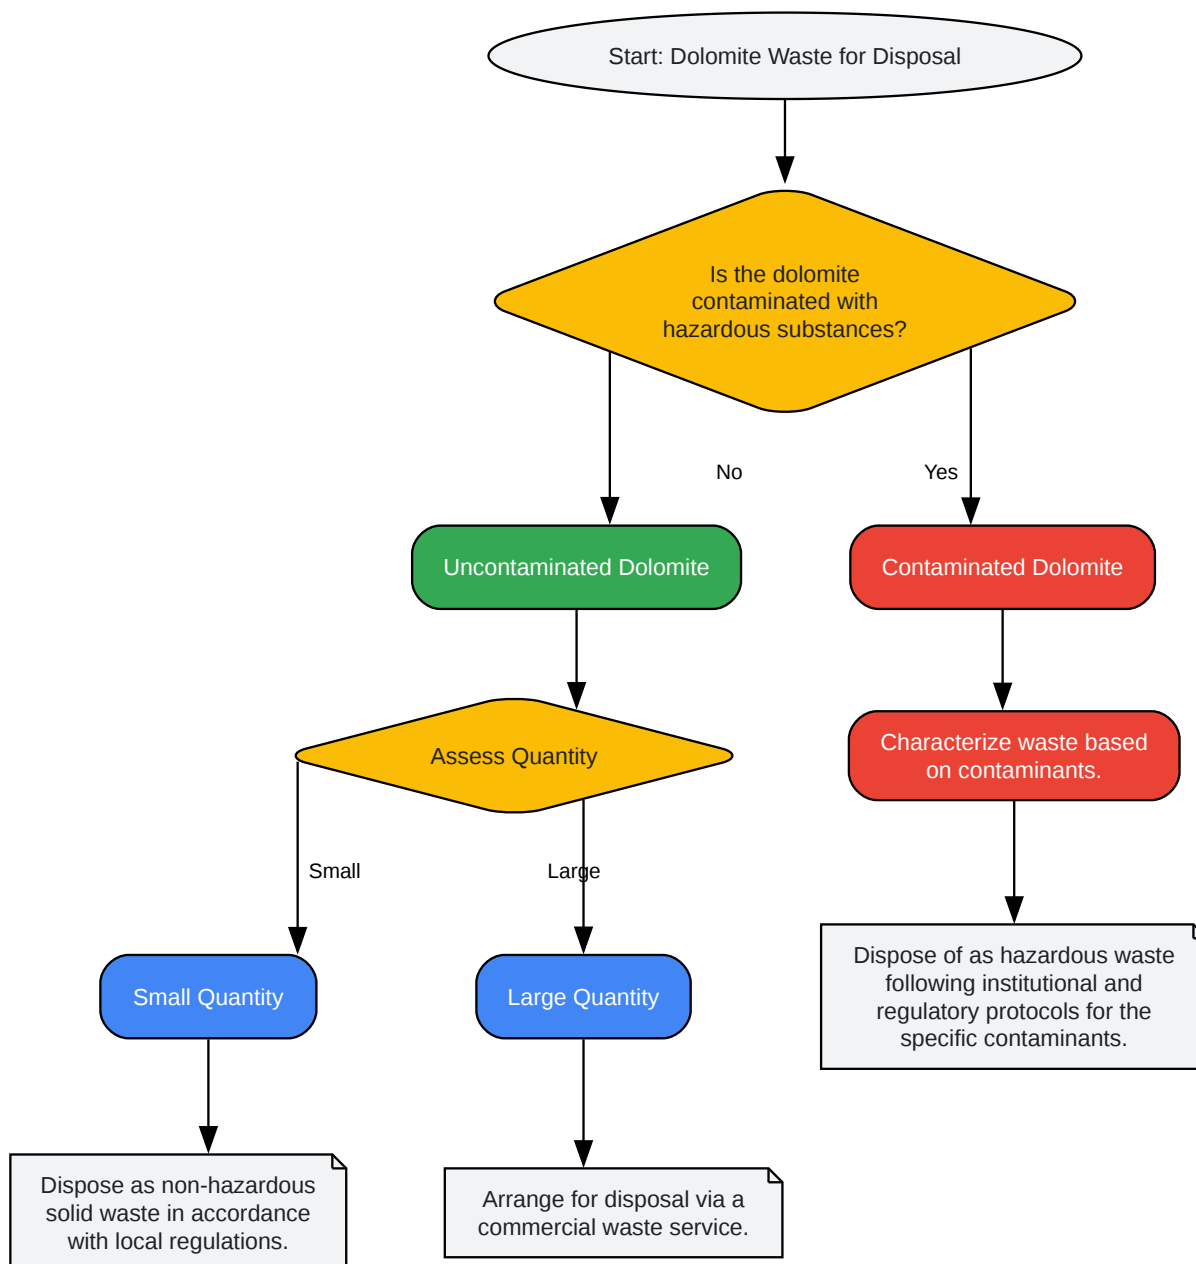 Start: Dolomite Waste for Disposal
Is the dolomite
contaminated with
hazardous substances?
No
Yes
Uncontaminated Dolomite
Contaminated Dolomite
Assess Quantity
Characterize waste based
on contaminants.
Small
Large
Small Quantity
Large Quantity
Dispose of as hazardous waste
following institutional and
regulatory protocols for the
specific contaminants.
Dispose as non-hazardous
solid waste in accordance
with local regulations.
Arrange for disposal via a
commercial waste service.